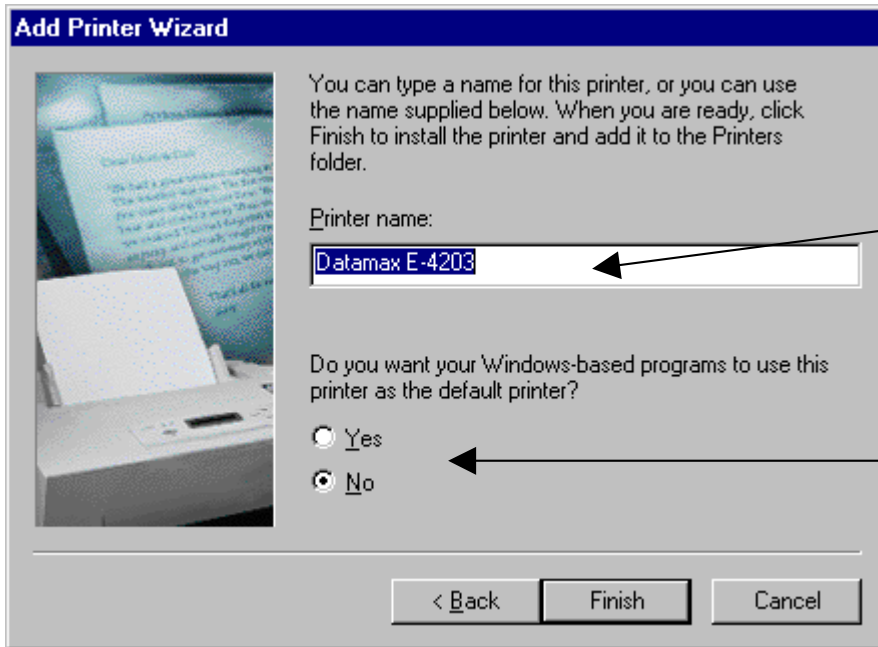 Add Printer Wizard
You can type a name for this printer, or you can use
the name supplied below. When you are ready, click
Finish to install the printer and add it to the Printers
folder.
Printer name:
Datamax E-4203
Do you want your Windows-based programs to use this
printer as the default printer?
Yes
No
< Back
Finish
Cancel